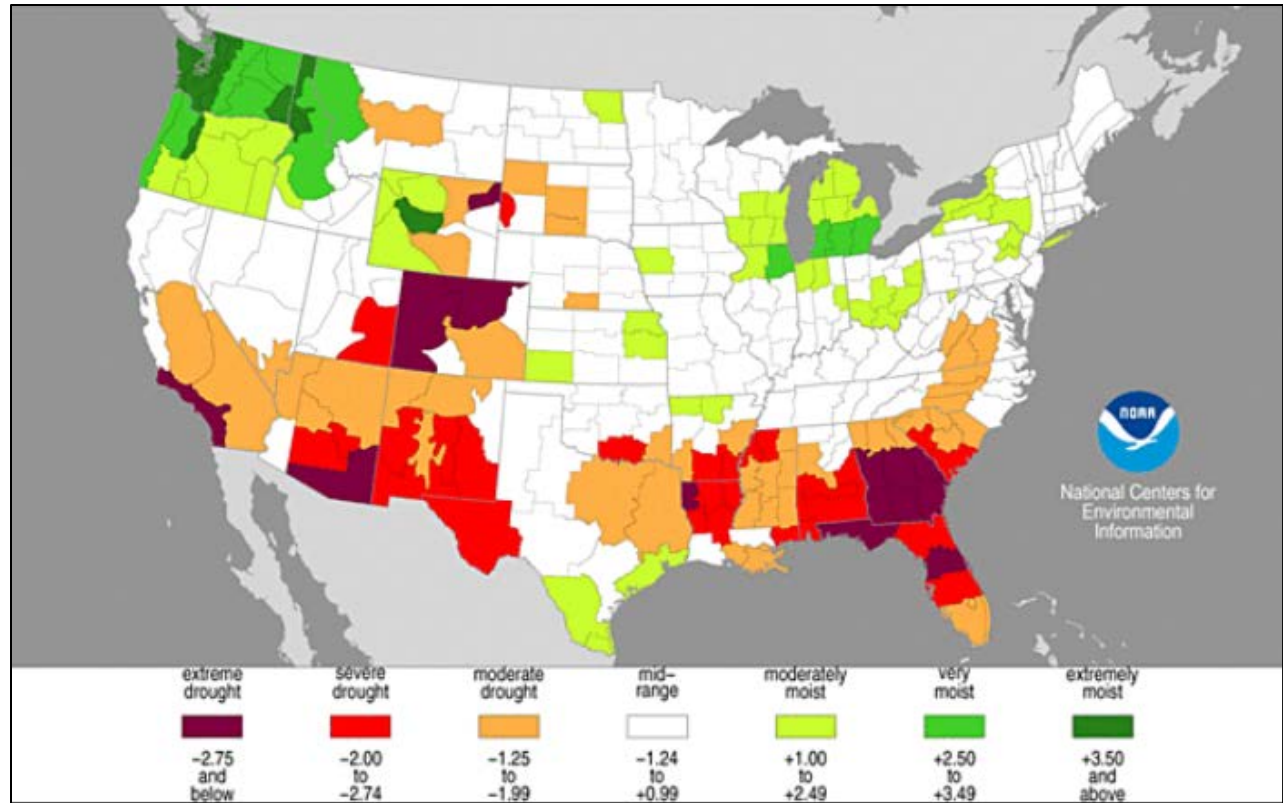 NOAA
National Centers for
Environmental
Information
extreme drought
severe drought
moderate drought
mid-range
moderately moist
very moist
extremely moist
-2.75 and below
-2.00 to -2.74
-1.25 to -1.99
-1.24 to +0.99
+1.00 to +2.49
+2.50 to +3.49
+3.50 and above